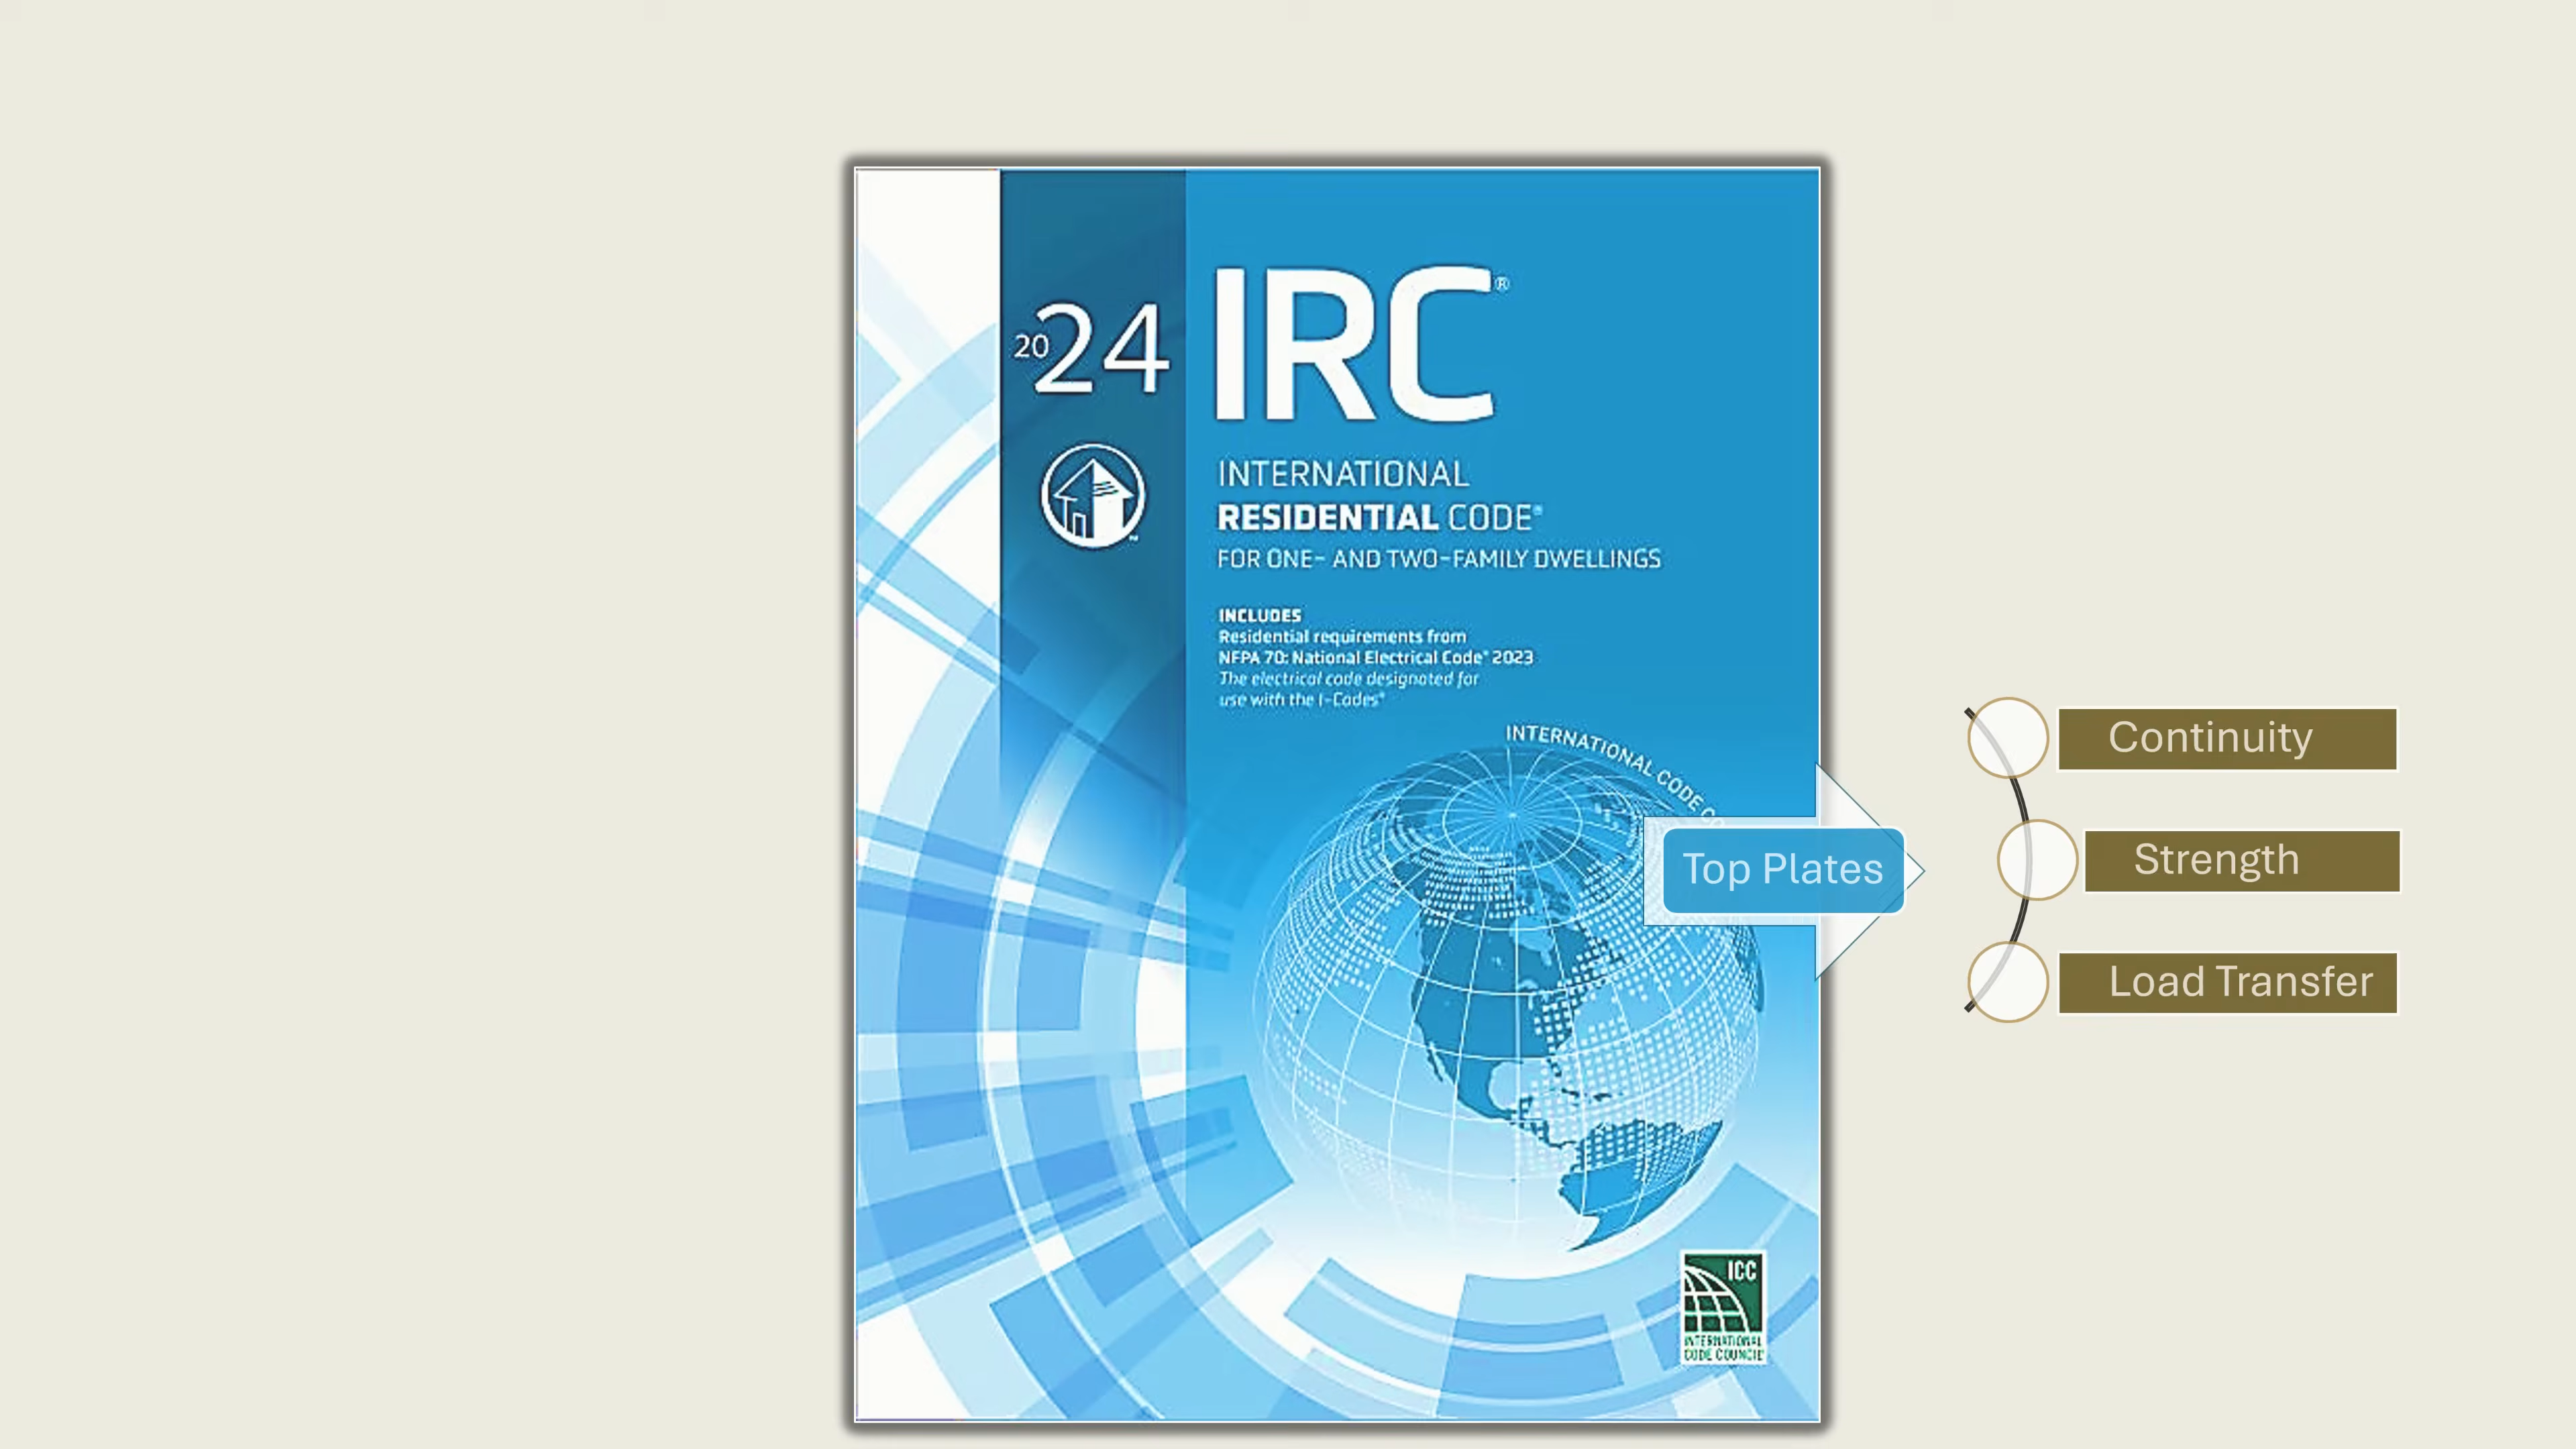 2024
IRC®
INTERNATIONAL
RESIDENTIAL CODE®
FOR ONE- AND TWO-FAMILY DWELLINGS
INCLUDES
Residential requirements from
NFPA 70: National Electrical Code® 2023
The electrical code designated for
use with the I-Codes®
INTERNATIONAL CODE CO
Top Plates
Continuity
Strength
Load Transfer
ICC
INTERNATIONAL
CODE COUNCIL